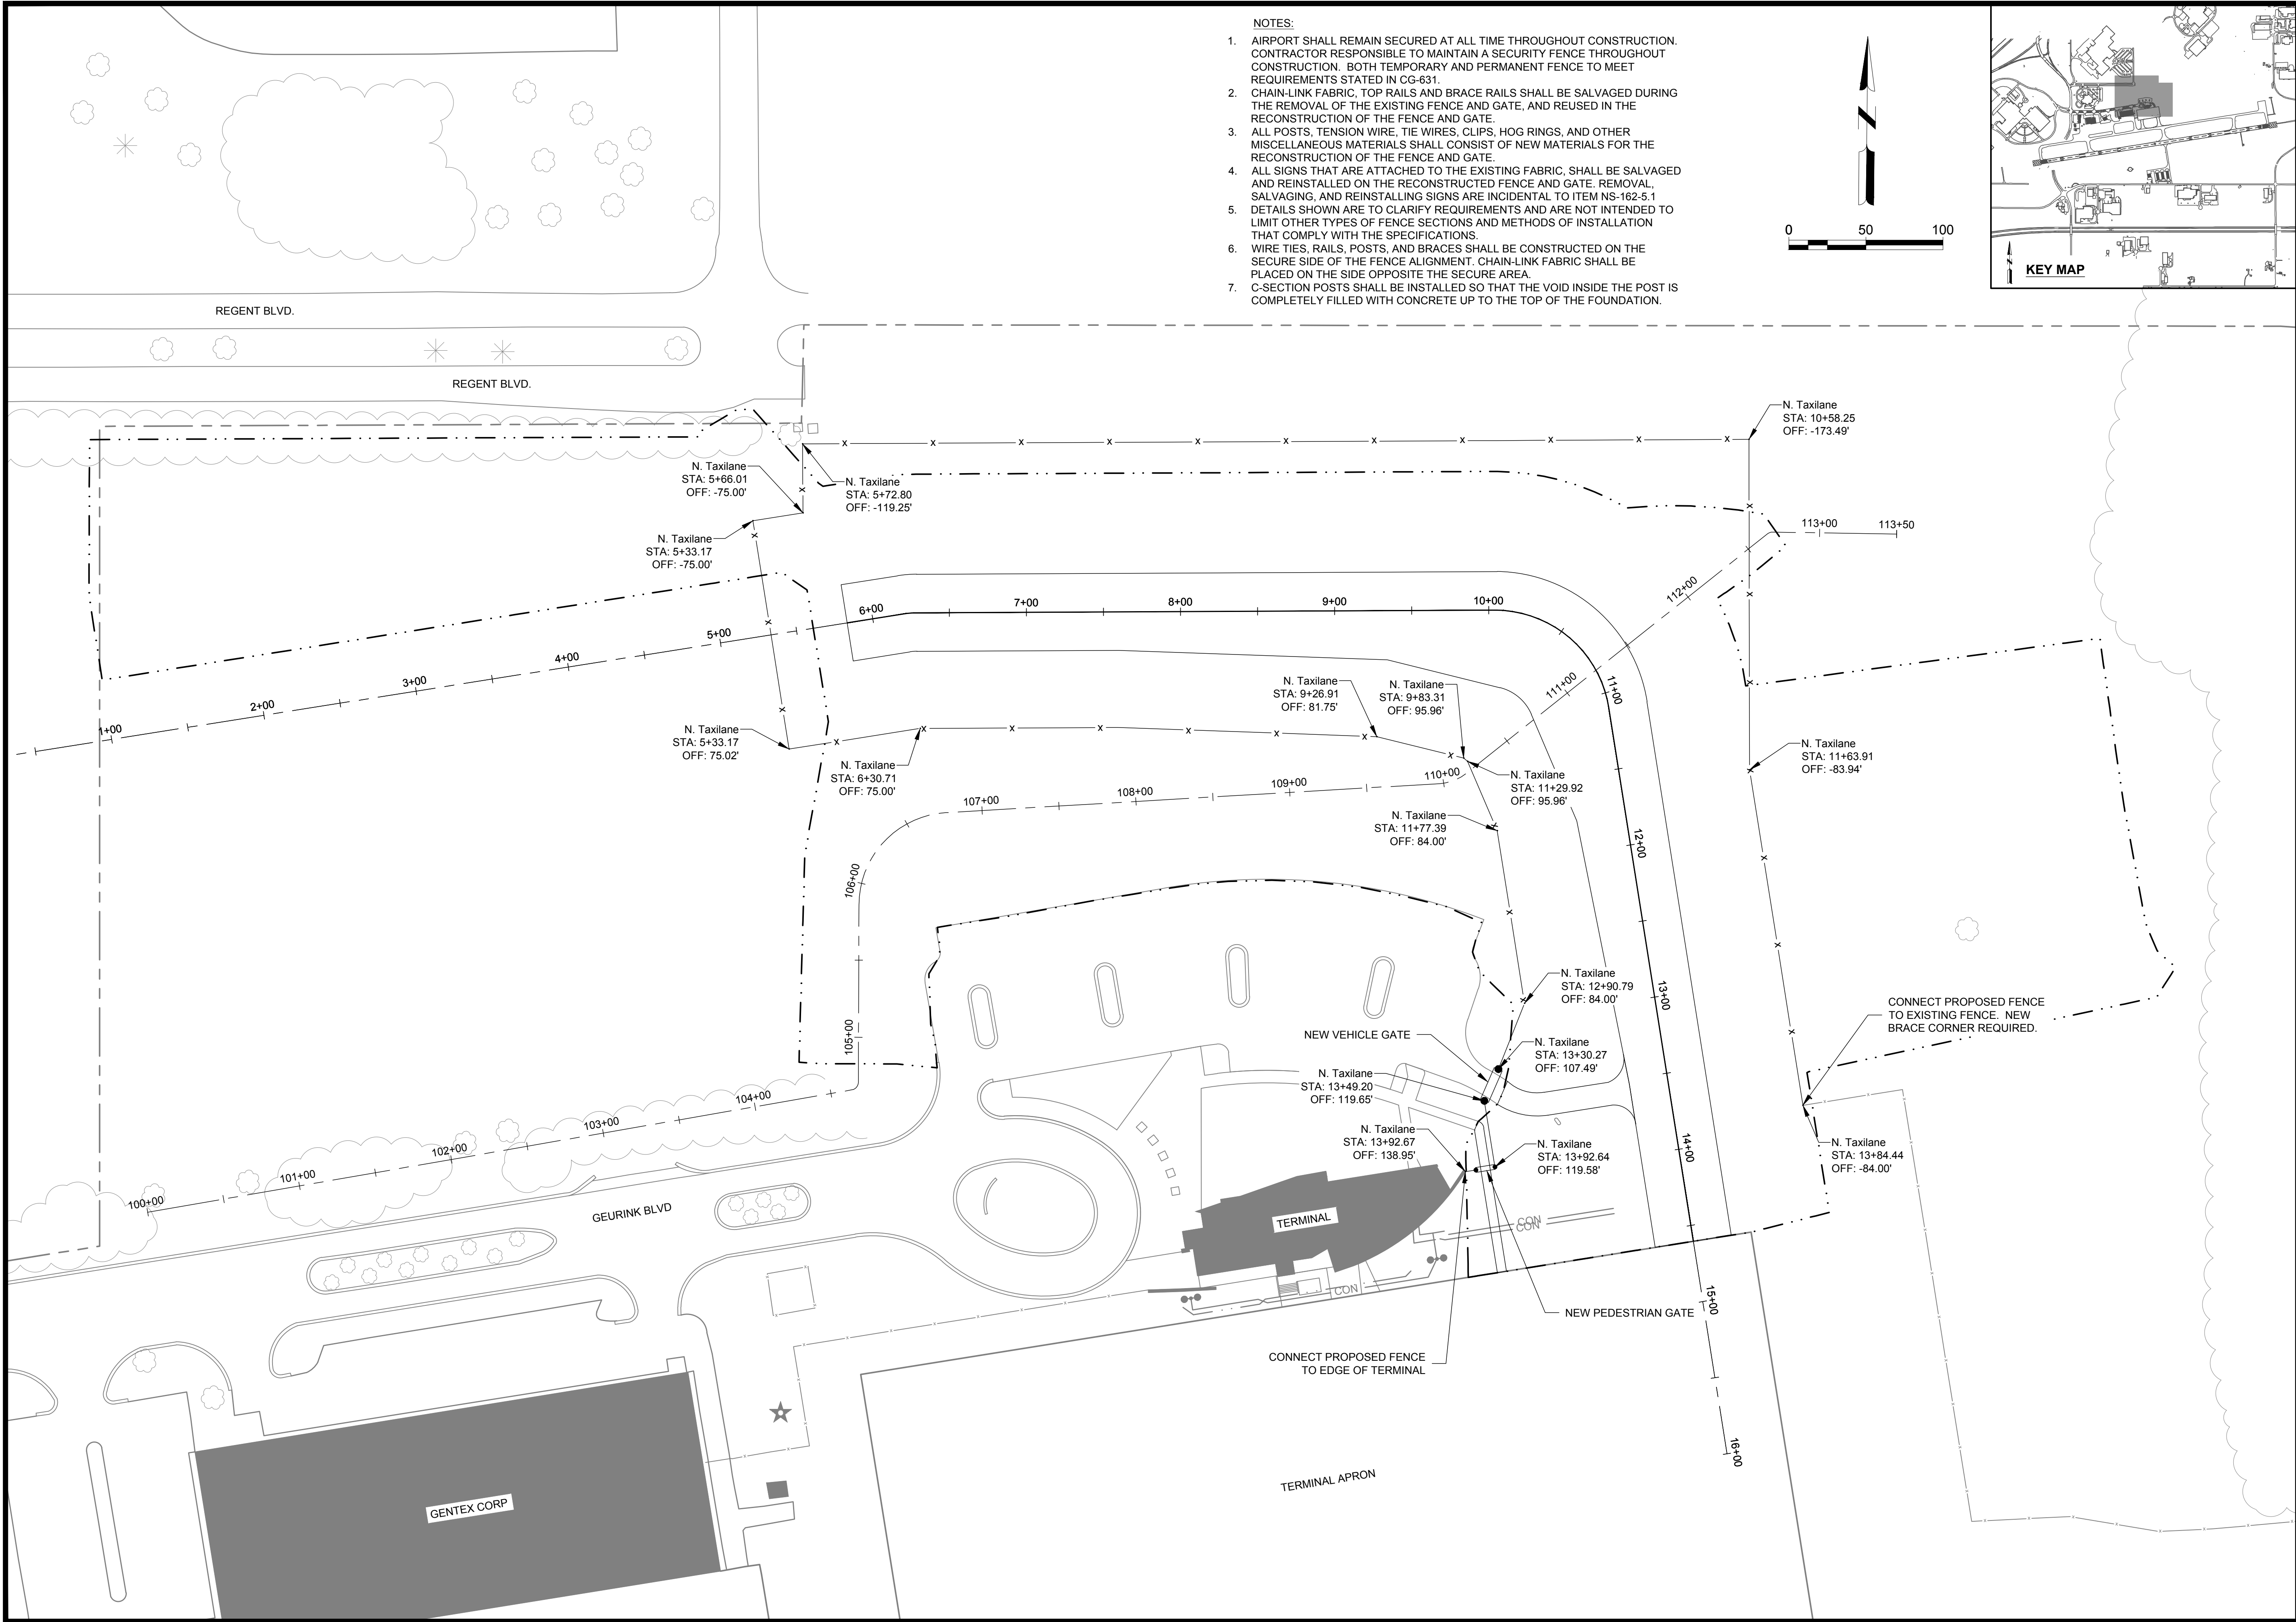 NOTES:
1. AIRPORT SHALL REMAIN SECURED AT ALL TIME THROUGHOUT CONSTRUCTION.
CONTRACTOR RESPONSIBLE TO MAINTAIN A SECURITY FENCE THROUGHOUT
CONSTRUCTION. BOTH TEMPORARY AND PERMANENT FENCE TO MEET
REQUIREMENTS STATED IN CG-631.
2. CHAIN-LINK FABRIC, TOP RAILS AND BRACE RAILS SHALL BE SALVAGED DURING
THE REMOVAL OF THE EXISTING FENCE AND GATE, AND REUSED IN THE
RECONSTRUCTION OF THE FENCE AND GATE.
3. ALL POSTS, TENSION WIRE, TIE WIRES, CLIPS, HOG RINGS, AND OTHER
MISCELLANEOUS MATERIALS SHALL CONSIST OF NEW MATERIALS FOR THE
RECONSTRUCTION OF THE FENCE AND GATE.
4. ALL SIGNS THAT ARE ATTACHED TO THE EXISTING FABRIC, SHALL BE SALVAGED
AND REINSTALLED ON THE RECONSTRUCTED FENCE AND GATE. REMOVAL,
SALVAGING, AND REINSTALLING SIGNS ARE INCIDENTAL TO ITEM NS-162-5.1
5. DETAILS SHOWN ARE TO CLARIFY REQUIREMENTS AND ARE NOT INTENDED TO
LIMIT OTHER TYPES OF FENCE SECTIONS AND METHODS OF INSTALLATION
THAT COMPLY WITH THE SPECIFICATIONS.
6. WIRE TIES, RAILS, POSTS, AND BRACES SHALL BE CONSTRUCTED ON THE
SECURE SIDE OF THE FENCE ALIGNMENT. CHAIN-LINK FABRIC SHALL BE
PLACED ON THE SIDE OPPOSITE THE SECURE AREA.
7. C-SECTION POSTS SHALL BE INSTALLED SO THAT THE VOID INSIDE THE POST IS
COMPLETELY FILLED WITH CONCRETE UP TO THE TOP OF THE FOUNDATION.
N
0 50 100
N
KEY MAP
REGENT BLVD.
REGENT BLVD.
N. Taxilane
STA: 10+58.25
OFF: -173.49'
N. Taxilane
STA: 5+66.01
OFF: -75.00'
N. Taxilane
STA: 5+72.80
OFF: -119.25'
N. Taxilane
STA: 5+33.17
OFF: -75.00'
113+00
113+50
112+00
111+00
1+00
2+00
3+00
4+00
5+00
6+00
7+00
8+00
9+00
10+00
11+00
N. Taxilane
STA: 9+26.91
OFF: 81.75'
N. Taxilane
STA: 9+83.31
OFF: 95.96'
N. Taxilane
STA: 5+33.17
OFF: 75.02'
N. Taxilane
STA: 6+30.71
OFF: 75.00'
N. Taxilane
STA: 11+63.91
OFF: -83.94'
N. Taxilane
STA: 11+29.92
OFF: 95.96'
N. Taxilane
STA: 11+77.39
OFF: 84.00'
107+00
108+00
109+00
110+00
106+00
105+00
12+00
13+00
N. Taxilane
STA: 12+90.79
OFF: 84.00'
CONNECT PROPOSED FENCE
TO EXISTING FENCE. NEW
BRACE CORNER REQUIRED.
NEW VEHICLE GATE
N. Taxilane
STA: 13+30.27
OFF: 107.49'
N. Taxilane
STA: 13+49.20
OFF: 119.65'
N. Taxilane
STA: 13+92.67
OFF: 138.95'
N. Taxilane
STA: 13+92.64
OFF: 119.58'
N. Taxilane
STA: 13+84.44
OFF: -84.00'
100+00
101+00
102+00
103+00
104+00
14+00
15+00
16+00
GEURINK BLVD
TERMINAL
CON
CON
CON
NEW PEDESTRIAN GATE
CONNECT PROPOSED FENCE
TO EDGE OF TERMINAL
TERMINAL APRON
GENTEX CORP